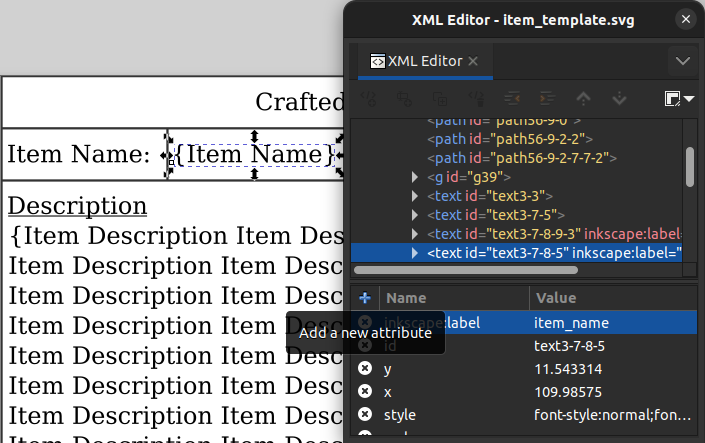 XML Editor - item_template.svg
XML Editor
<path id="path56-9-0">
<path id="path56-9-2-2">
<path id="path56-9-2-7-7-2">
<g id="g39">
<text id="text3-3">
<text id="text3-7-5">
<text id="text3-7-8-9-3" inkscape:label=
<text id="text3-7-8-5" inkscape:label="
Name Value
inkscape:label item_name
Add a new attribute
id text3-7-8-5
y 11.543314
x 109.98575
style font-style:normal;fon...
Crafted
Item Name: {Item Name}
Description
{Item Description Item Des
Item Description Item Desc
Item Description Item Desc
Item Description Item Desc
Item Description Item Desc
Item Description Item Desc
Item Description Item Desc
Item Description Item Desc